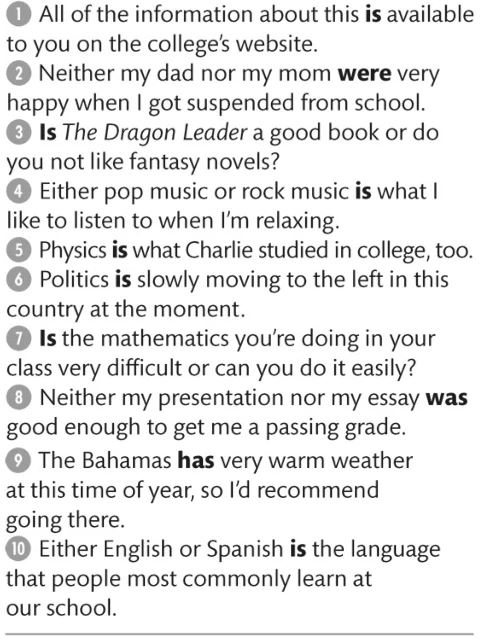 1 All of the information about this is available
to you on the college's website.
2 Neither my dad nor my mom were very
happy when I got suspended from school.
3 Is The Dragon Leader a good book or do
you not like fantasy novels?
4 Either pop music or rock music is what I
like to listen to when I'm relaxing.
5 Physics is what Charlie studied in college, too.
6 Politics is slowly moving to the left in this
country at the moment.
7 Is the mathematics you're doing in your
class very difficult or can you do it easily?
8 Neither my presentation nor my essay was
good enough to get me a passing grade.
9 The Bahamas has very warm weather
at this time of year, so I'd recommend
going there.
10 Either English or Spanish is the language
that people most commonly learn at
our school.